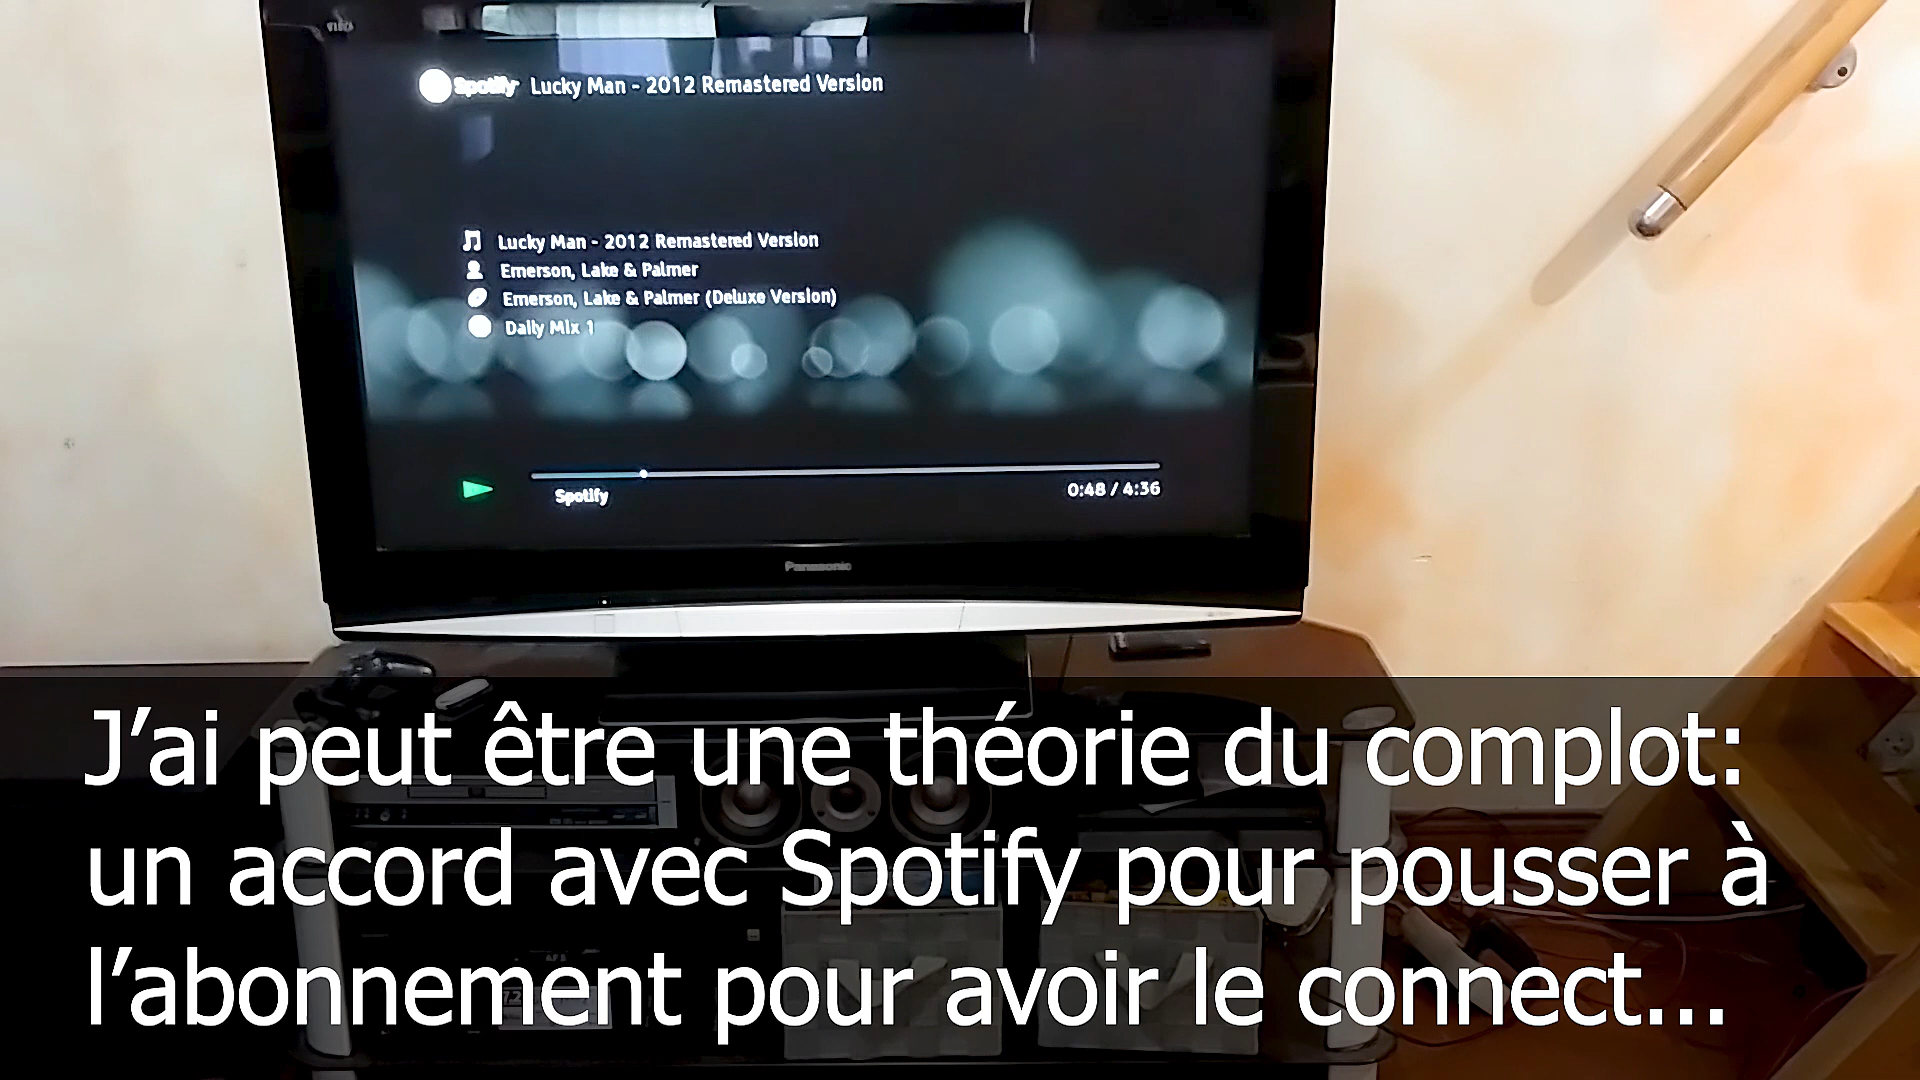 Spotify Lucky Man - 2012 Remastered Version
Lucky Man - 2012 Remastered Version
Emerson, Lake & Palmer
Emerson, Lake & Palmer (Deluxe Version)
Daily Mix 1
Spotify
0:48 / 4:36
Panasonic
J’ai peut être une théorie du complot:
un accord avec Spotify pour pousser à
l’abonnement pour avoir le connect...